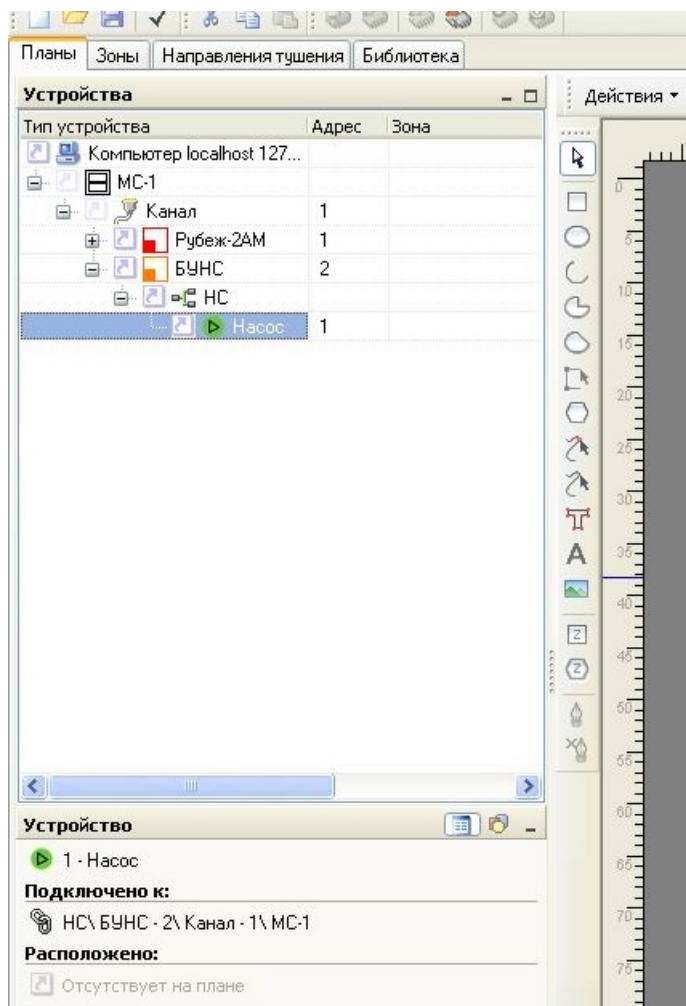 Планы Зоны Направления тушения Библиотека
Устройства
Действия
Тип устройства Адрес Зона
Компьютер localhost 127...
МС-1
Канал 1
Рубеж-2АМ 1
БУНС 2
НС
Насос 1
0
5
10
15
20
25
30
35
40
45
50
55
60
65
70
75
T
A
Z
Z
Устройство
1 - Насос
Подключено к:
НС\ БУНС - 2\ Канал - 1\ МС-1
Расположено:
Отсутствует на плане